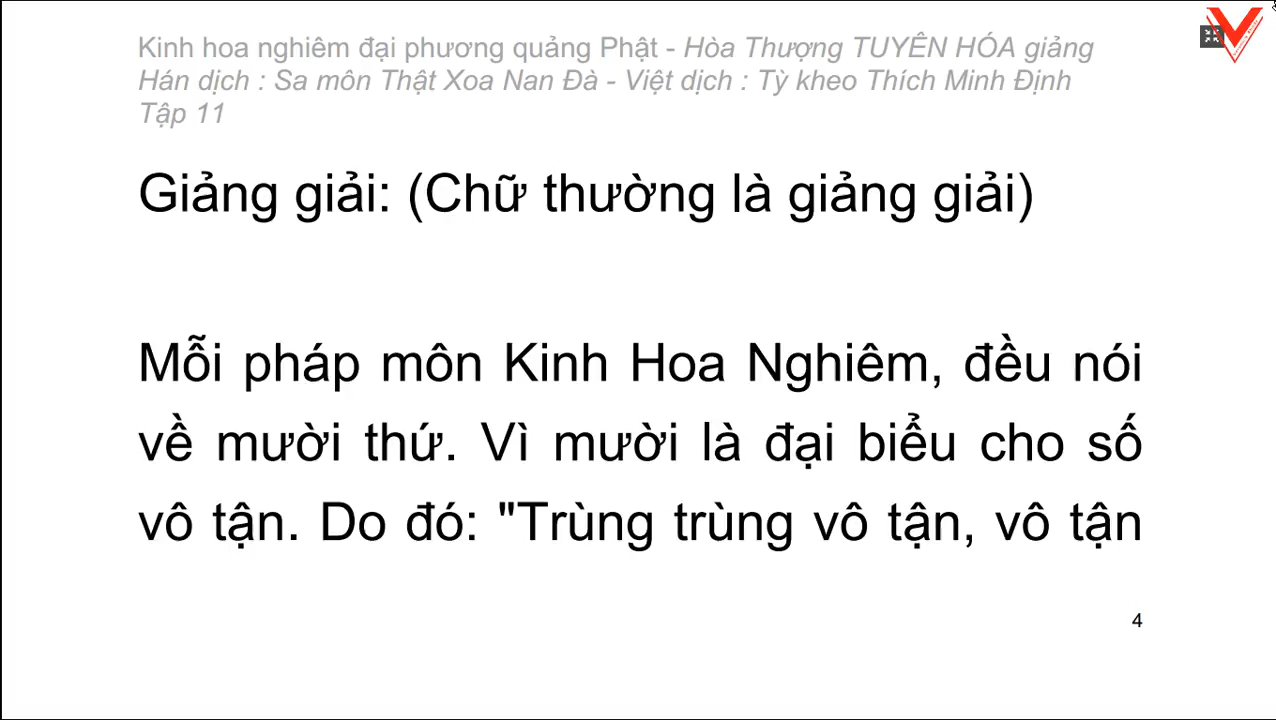 Kinh hoa nghiêm đại phương quảng Phật - Hòa Thượng TUYÊN HÓA giảng
Hán dịch : Sa môn Thật Xoa Nan Đà - Việt dịch : Tỳ kheo Thích Minh Định
Tập 11
Giảng giải: (Chữ thường là giảng giải)
Mỗi pháp môn Kinh Hoa Nghiêm, đều nói
về mười thứ. Vì mười là đại biểu cho số
vô tận. Do đó: "Trùng trùng vô tận, vô tận
4